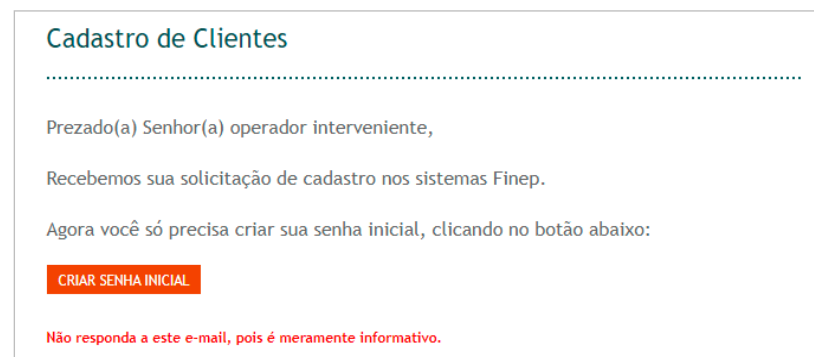 Cadastro de Clientes
Prezado(a) Senhor(a) operador interveniente,
Recebemos sua solicitação de cadastro nos sistemas Finep.
Agora você só precisa criar sua senha inicial, clicando no botão abaixo:
CRIAR SENHA INICIAL
Não responda a este e-mail, pois é meramente informativo.